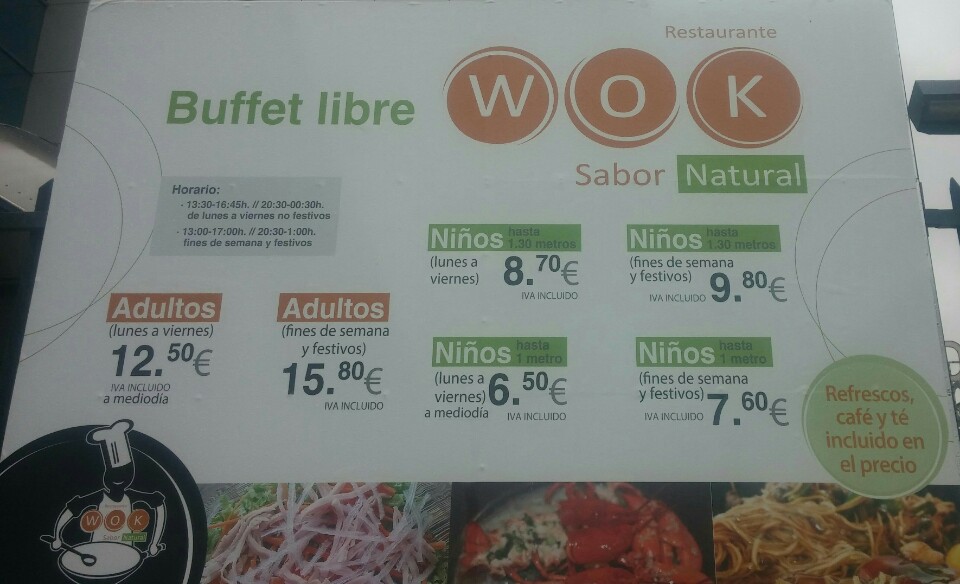 Restaurante
WOK
Sabor Natural
Buffet libre
Horario:
· 13:30-16:45h. // 20:30-00:30h.
de lunes a viernes no festivos
· 13:00-17:00h. // 20:30-1:00h.
fines de semana y festivos
Adultos
(lunes a viernes)
12.50€
IVA INCLUIDO
a mediodía
Adultos
(fines de semana
y festivos)
15.80€
IVA INCLUIDO
Niños hasta
1.30 metros
(lunes a
viernes) 8.70€
IVA INCLUIDO
Niños hasta
1.30 metros
(fines de semana
y festivos)
IVA INCLUIDO 9.80€
Niños hasta
1 metro
(lunes a
viernes) 6.50€
a mediodía IVA INCLUIDO
Niños hasta
1 metro
(fines de semana
y festivos)
IVA INCLUIDO 7.60€
Refrescos,
café y té
incluido en
el precio
WOK
Sabor Natural